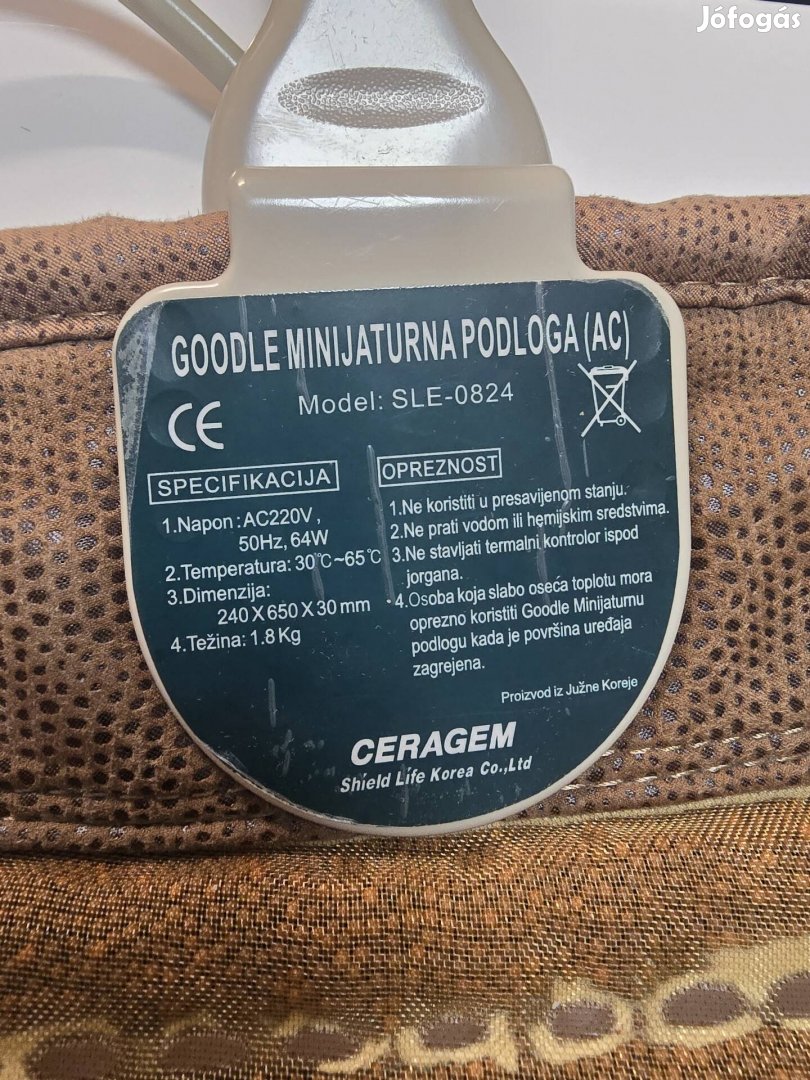 Jófogás
GOODLE MINIJATURNA PODLOGA (AC)
Model: SLE-0824
CE
SPECIFIKACIJA
1.Napon : AC220V ,
50Hz, 64W
2.Temperatura: 30℃~65℃
3.Dimenzija:
240 X 650 X 30 mm
4.Težina: 1.8 Kg
OPREZNOST
1.Ne koristiti u presavijenom stanju.
2.Ne prati vodom ili hemijskim sredstvima.
3.Ne stavljati termalni kontrolor ispod
jorgana.
4.Osoba koja slabo oseća toplotu mora
oprezno koristiti Goodle Minijaturnu
podlogu kada je površina uređaja
zagrejena.
Proizvod iz Južne Koreje
CERAGEM
Shield Life Korea Co.,Ltd